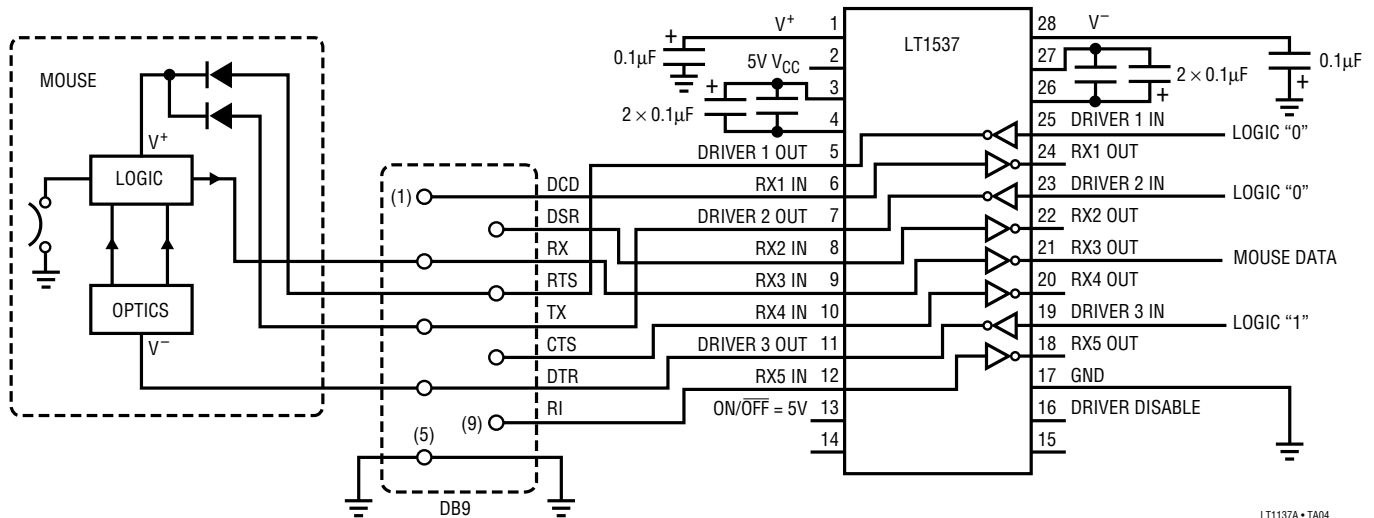 MOUSE
V+
LOGIC
OPTICS
V−
(1)
DCD
DSR
RX
RTS
TX
CTS
DTR
(9)
RI
(5)
DB9
LT1537
V+ 1
+
0.1µF
5V VCC 2
3
+
2 × 0.1µF
4
DRIVER 1 OUT 5
RX1 IN 6
DRIVER 2 OUT 7
RX2 IN 8
RX3 IN 9
RX4 IN 10
DRIVER 3 OUT 11
RX5 IN 12
ON/OFF = 5V 13
14
28 V−
0.1µF
+
27
2 × 0.1µF
+
26
25 DRIVER 1 IN LOGIC “0”
24 RX1 OUT
23 DRIVER 2 IN LOGIC “0”
22 RX2 OUT
21 RX3 OUT MOUSE DATA
20 RX4 OUT
19 DRIVER 3 IN LOGIC “1”
18 RX5 OUT
17 GND
16 DRIVER DISABLE
15
LT1137A • TA04